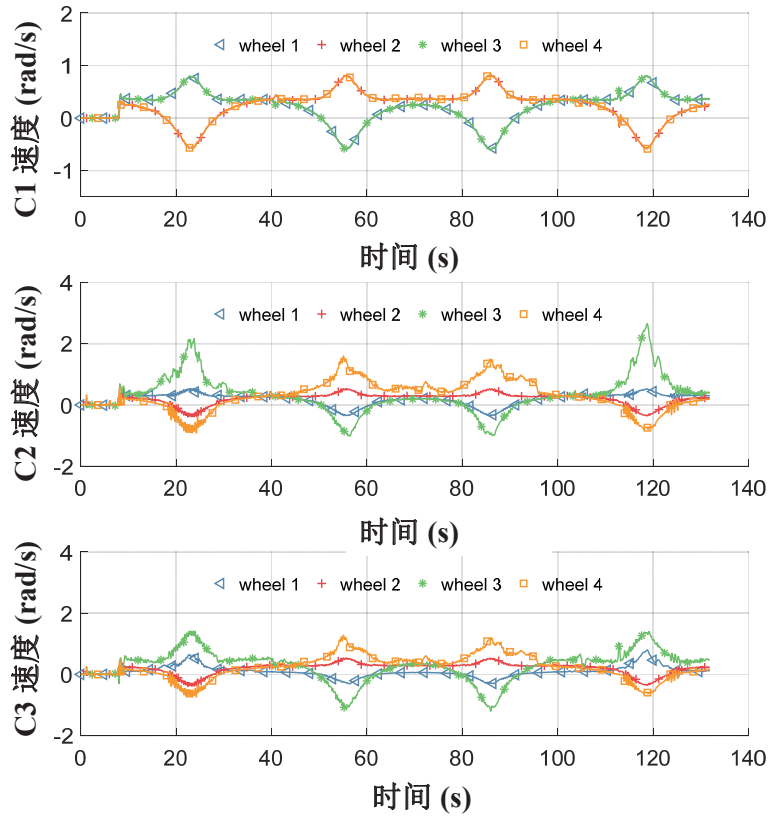 C1 速度 (rad/s)
2
1
0
-1
wheel 1 wheel 2 wheel 3 wheel 4
0 20 40 60 80 100 120 140
时间 (s)
C2 速度 (rad/s)
4
2
0
-2
wheel 1 wheel 2 wheel 3 wheel 4
0 20 40 60 80 100 120 140
时间 (s)
C3 速度 (rad/s)
4
2
0
-2
wheel 1 wheel 2 wheel 3 wheel 4
0 20 40 60 80 100 120 140
时间 (s)